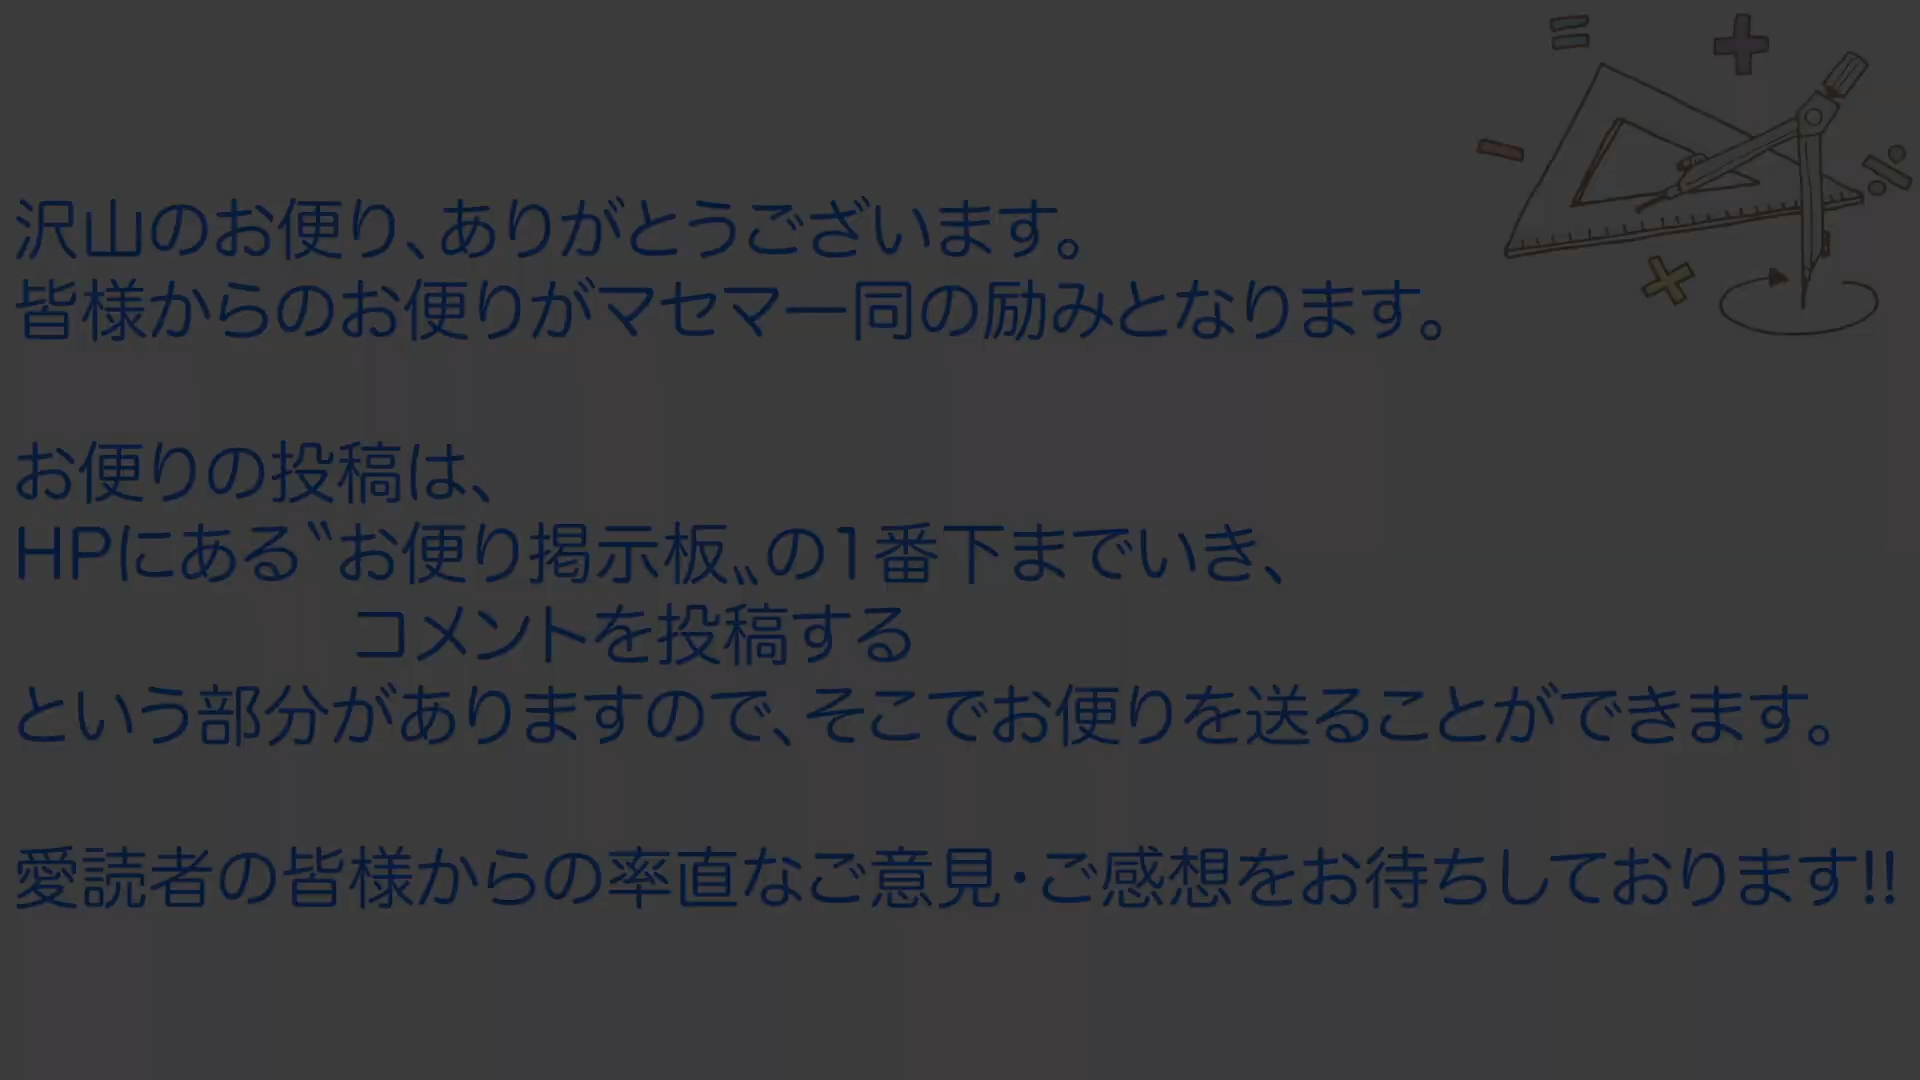 沢山のお便り、ありがとうございます。
皆様からのお便りがマセマ一同の励みとなります。
お便りの投稿は、
HPにある〝お便り掲示板〟の1番下までいき、
コメントを投稿する
という部分がありますので、そこでお便りを送ることができます。
愛読者の皆様からの率直なご意見・ご感想をお待ちしております!!